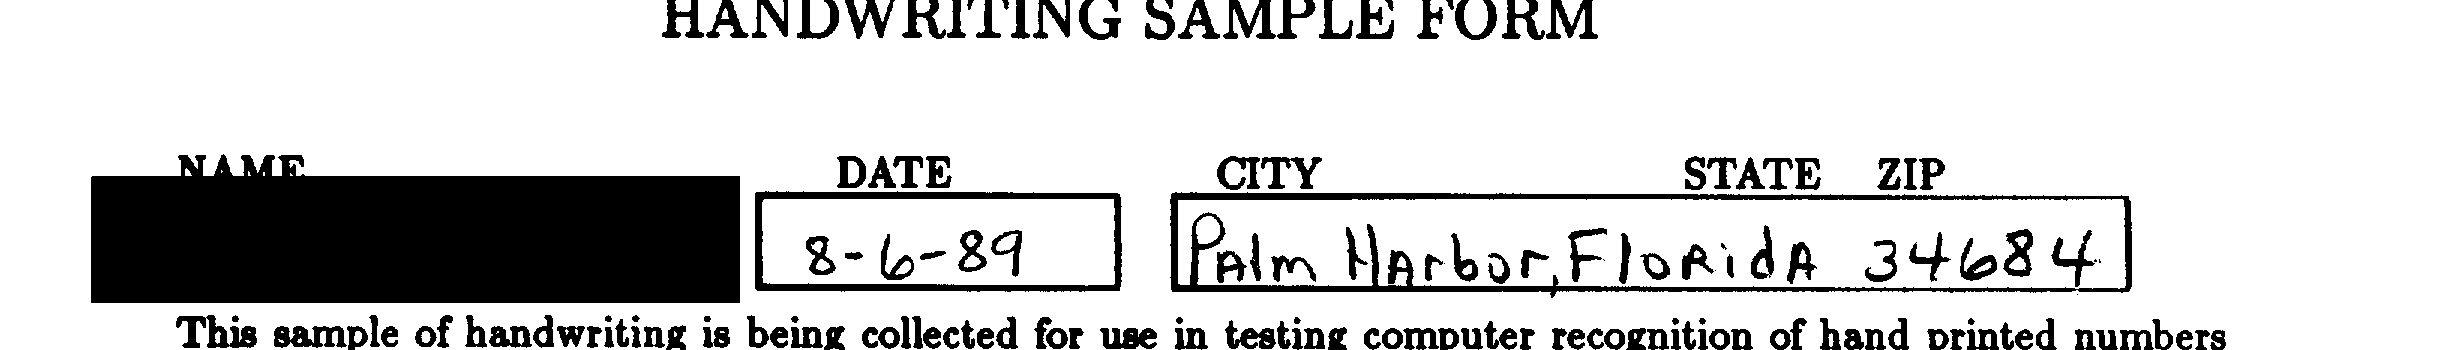 HANDWRITING SAMPLE FORM
NAME DATE CITY STATE ZIP
8-6-89 PAlm HArbor, FloRidA 34684
This sample of handwriting is being collected for use in testing computer recognition of hand printed numbers